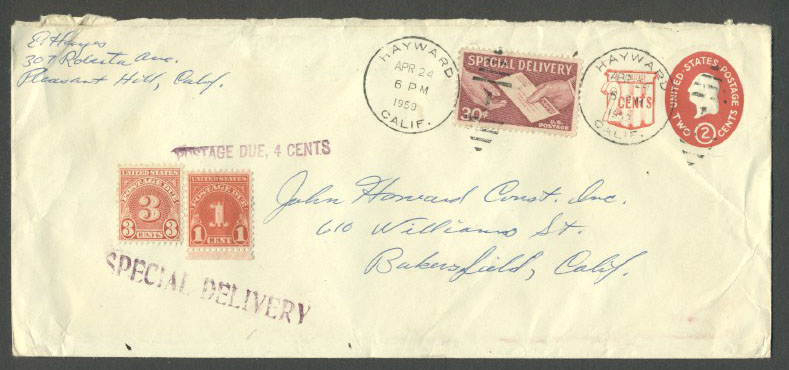 E. Hayes
307 Roberta Ave.
Pleasant Hill, Calif.
HAYWARD
APR 24
6 PM
1959
CALIF.
SPECIAL DELIVERY
30¢
U.S. POSTAGE
HAYWARD
CALIF.
CENTS
UNITED STATES POSTAGE
2
TWO CENTS
POSTAGE DUE, 4 CENTS
UNITED STATES
POSTAGE DUE
3
3 CENTS 3
UNITED STATES
POSTAGE DUE
1
1 CENT 1
John Howard Const. Inc.
610 Williams St.
Bakersfield, Calif.
SPECIAL DELIVERY